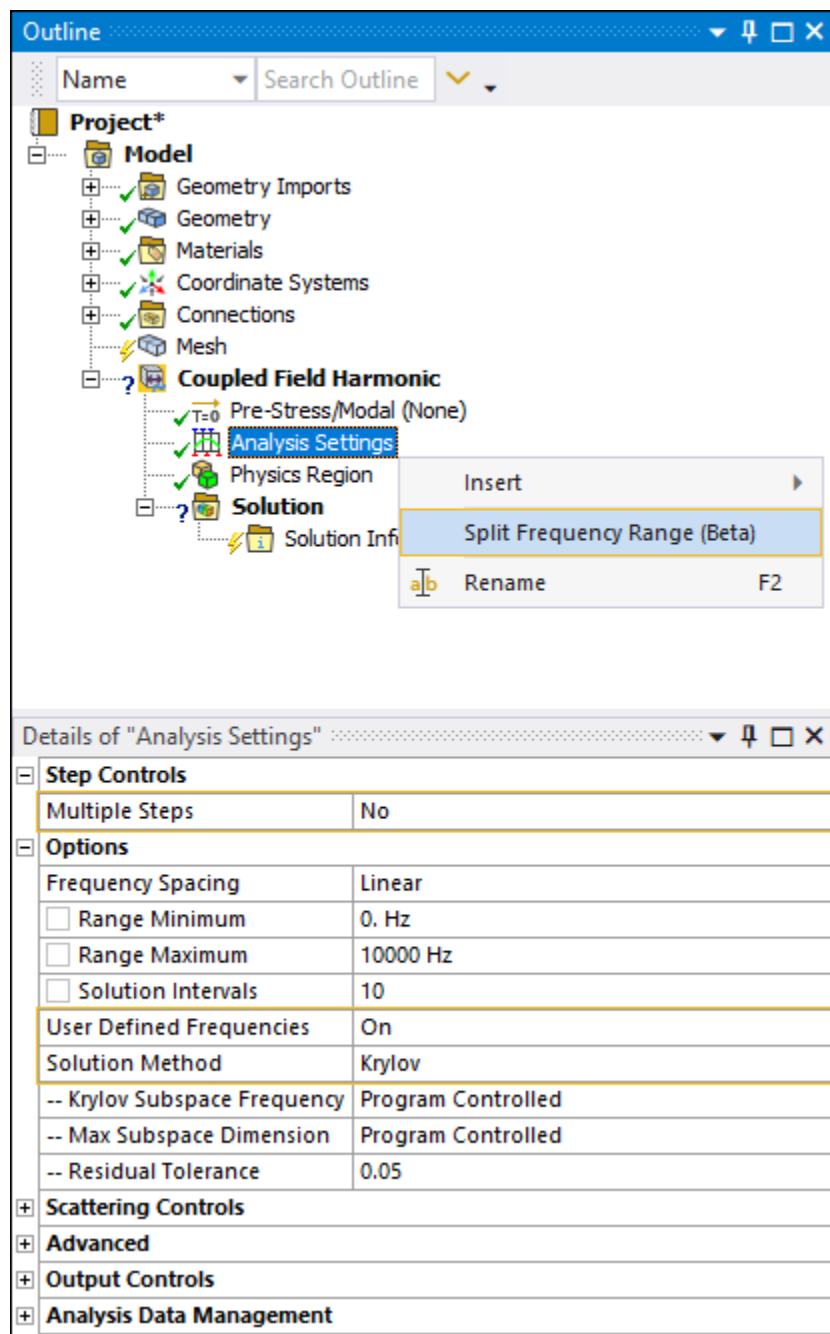 Outline
Name Search Outline
Project*
Model
Geometry Imports
Geometry
Materials
Coordinate Systems
Connections
Mesh
Coupled Field Harmonic
T=0 Pre-Stress/Modal (None)
Analysis Settings
Physics Region
Insert
Solution
Split Frequency Range (Beta)
Solution Inf
ab Rename F2
Details of "Analysis Settings"
Step Controls
Multiple Steps No
Options
Frequency Spacing Linear
Range Minimum 0. Hz
Range Maximum 10000 Hz
Solution Intervals 10
User Defined Frequencies On
Solution Method Krylov
-- Krylov Subspace Frequency Program Controlled
-- Max Subspace Dimension Program Controlled
-- Residual Tolerance 0.05
Scattering Controls
Advanced
Output Controls
Analysis Data Management